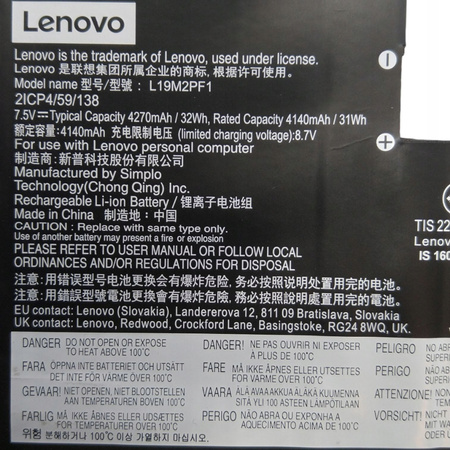 Lenovo
Lenovo is the trademark of Lenovo, used under license.
Lenovo 是联想集团所属企业的商标，根据许可使用。
Model name 型号/型號： L19M2PF1
2ICP4/59/138
7.5V⎓ Typical Capacity 4270mAh / 32Wh, Rated Capacity 4140mAh / 31Wh
额定容量:4140mAh 充电限制电压 (limited charging voltage):8.7V
For use with Lenovo personal computer
制造商：新普科技股份有限公司
Manufactured by Simplo
Technology(Chong Qing) Inc.
Rechargeable Li-ion Battery / 锂离子电池组
Made in China 制造地：中国
CAUTION : Replace with same type only.
Use of another battery may present a fire or explosion
PLEASE REFER TO USER MANUAL OR FOLLOW LOCAL
ORDINANCES AND/OR REGULATIONS FOR DISPOSAL
注意：用错误型号电池更换会有爆炸危险，务必按照说明处置用完的电池。
注意：用錯誤型號電池更換會有爆炸危險，務必按照說明處置用完的電池。
EU contact: Lenovo (Slovakia), Landererova 12, 811 09 Bratislava, Slovakia
UK contact: Lenovo, Redwood, Crockford Lane, Basingstoke, RG24 8WQ, UK.
TIS 22
Lenovo
IS 160
DANGER DO NOT OPEN OR EXPOSE TO HEAT ABOVE 100°C
DANGER! NE PAS OUVRIR NI EXPOSER À PLUS DE 100°C
PELIGRO NO
FARA ÖPPNA INTE BATTERIET OCH UTSÄTT DET INTE FÖR VÄRME ÖVER 100°C
FARE MÅ IKKE ÅPNES ELLER UTSETTES FOR VARME OVER 100°C
PERIGO NÃO
GEVAAR! NIET OPENEN, NIET BLOOTSTELLEN AAN TEMPERATUREN BOVEN 100°C
VAARA ÄLÄ AVAA AKKUA ÄLÄKÄ KUUMENNA SITÄ YLI 100 ASTEEN LÄMPÖTILAAN
ATTENZIONE!
FARLIG MÅ IKKE ÅBNES ELLER UDSÆTTES FOR VARME OVER 100°C
PERIGO NÃO ABRA OU EXPONHA A AQUECIMENTO ACIMA DE 100°C
VORSICHT! NICHT
위험 분해하거나 100°C 이상 가열하지 마십시오.